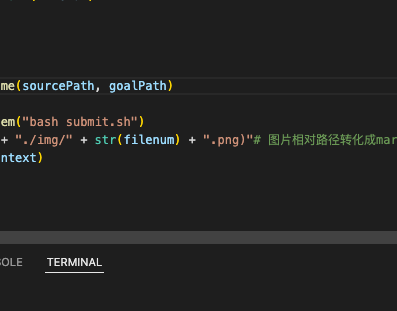 me(sourcePath, goalPath)
em("bash submit.sh")
+ "./img/" + str(filenum) + ".png)"# 图片相对路径转化成mar
ntext)
OLE
TERMINAL